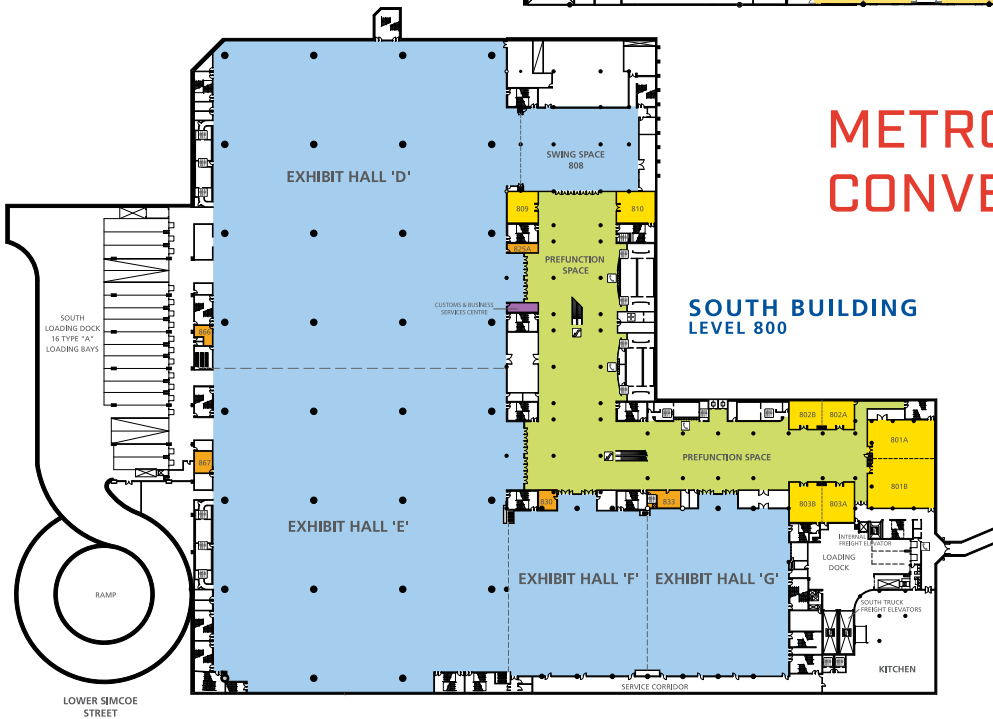 METRO
CONVE
SOUTH BUILDING
LEVEL 800
EXHIBIT HALL 'D'
SWING SPACE
808
809
810
825A
PREFUNCTION
SPACE
CUSTOMS & BUSINESS
SERVICES CENTRE
SOUTH
LOADING DOCK
16 TYPE "A"
LOADING BAYS
866
867
802B
802A
801A
801B
PREFUNCTION SPACE
830
833
803B
803A
EXHIBIT HALL 'E'
EXHIBIT HALL 'F'
EXHIBIT HALL 'G'
INTERNAL
FREIGHT ELEVATOR
LOADING
DOCK
SOUTH TRUCK
FREIGHT ELEVATORS
RAMP
KITCHEN
SERVICE CORRIDOR
LOWER SIMCOE
STREET